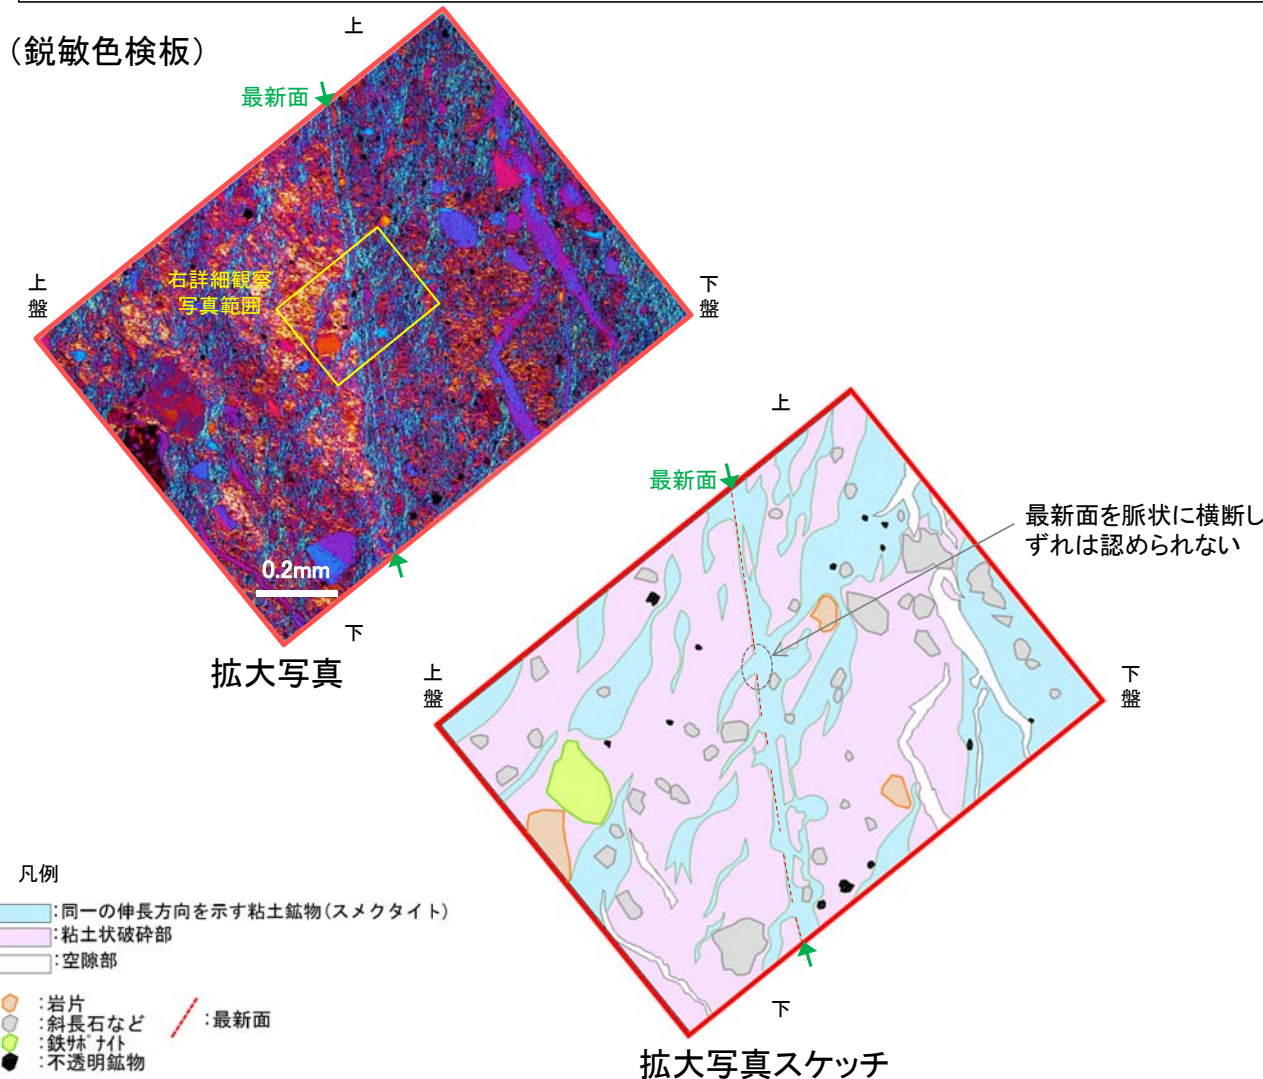 (鋭敏色検板)
上
最新面
右詳細観察
写真範囲
上
盤
下
盤
0.2mm
下
拡大写真
上
最新面
最新面を脈状に横断し
ずれは認められない
上
盤
下
盤
下
拡大写真スケッチ
凡例
:同一の伸長方向を示す粘土鉱物(スメクタイト)
:粘土状破砕部
:空隙部
:岩片
:斜長石など
:鉄サポナイト
:不透明鉱物
:最新面